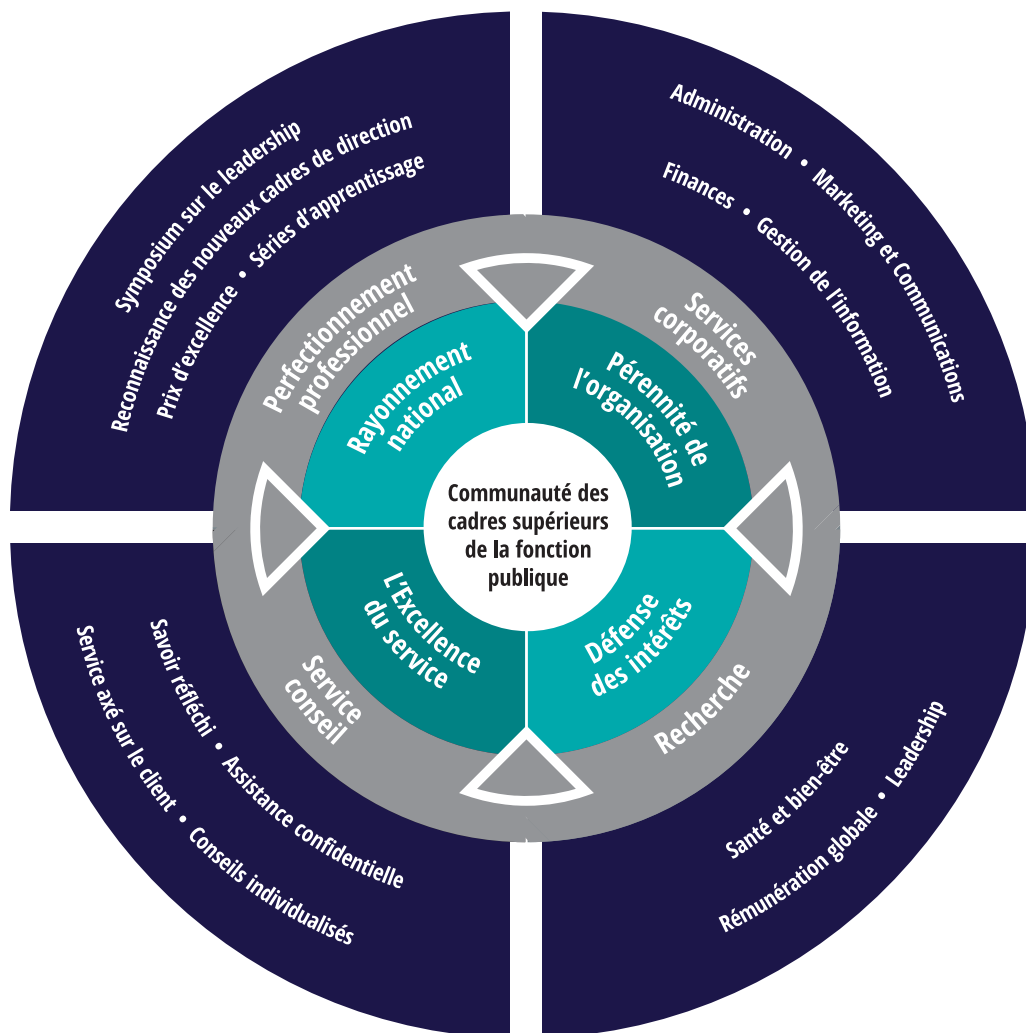 Symposium sur le leadership
Reconnaissance des nouveaux cadres de direction
Prix d'excellence • Séries d'apprentissage
Administration • Marketing et Communications
Finances • Gestion de l'information
Perfectionnement
professionnel
Services
corporatifs
Rayonnement
national
Pérennité de
l'organisation
Communauté des
cadres supérieurs
de la fonction
publique
L'Excellence
du service
Défense
des intérêts
Service
conseil
Recherche
Savoir réfléchi • Assistance confidentielle
Service axé sur le client • Conseils individualisés
Santé et bien-être
Rémunération globale • Leadership